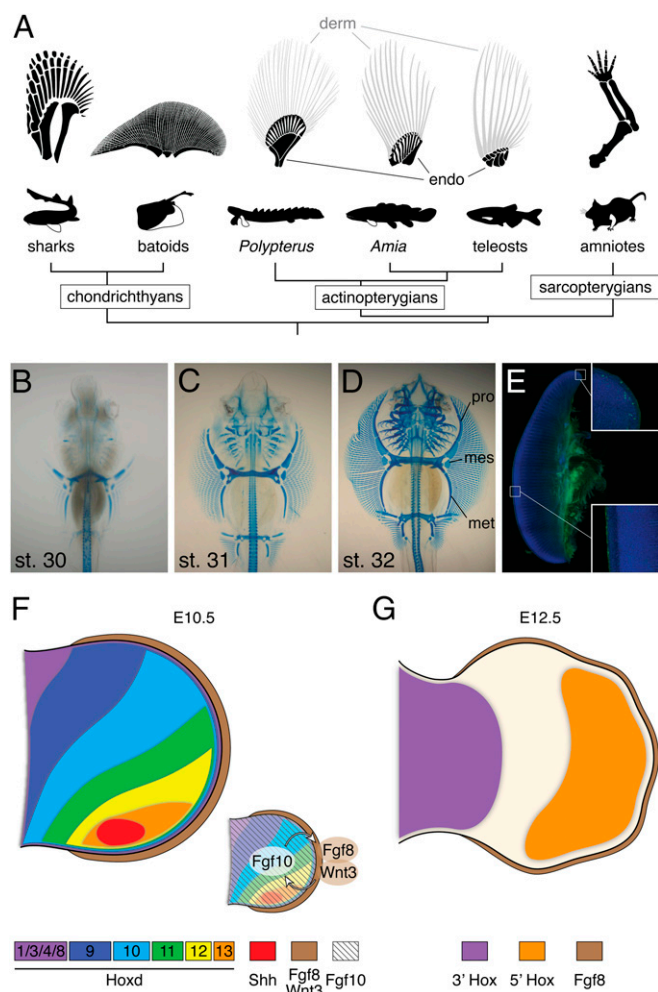 A
derm
endo
sharks
batoids
Polypterus
Amia
teleosts
amniotes
chondrichthyans
actinopterygians
sarcopterygians
B
C
D
E
pro
mes
met
st. 30
st. 31
st. 32
F
E10.5
G
E12.5
Fgf10
Fgf8
Wnt3
1/3/4/8
9
10
11
12
13
Hoxd
Shh
Fgf8
Wnt3
Fgf10
3' Hox
5' Hox
Fgf8